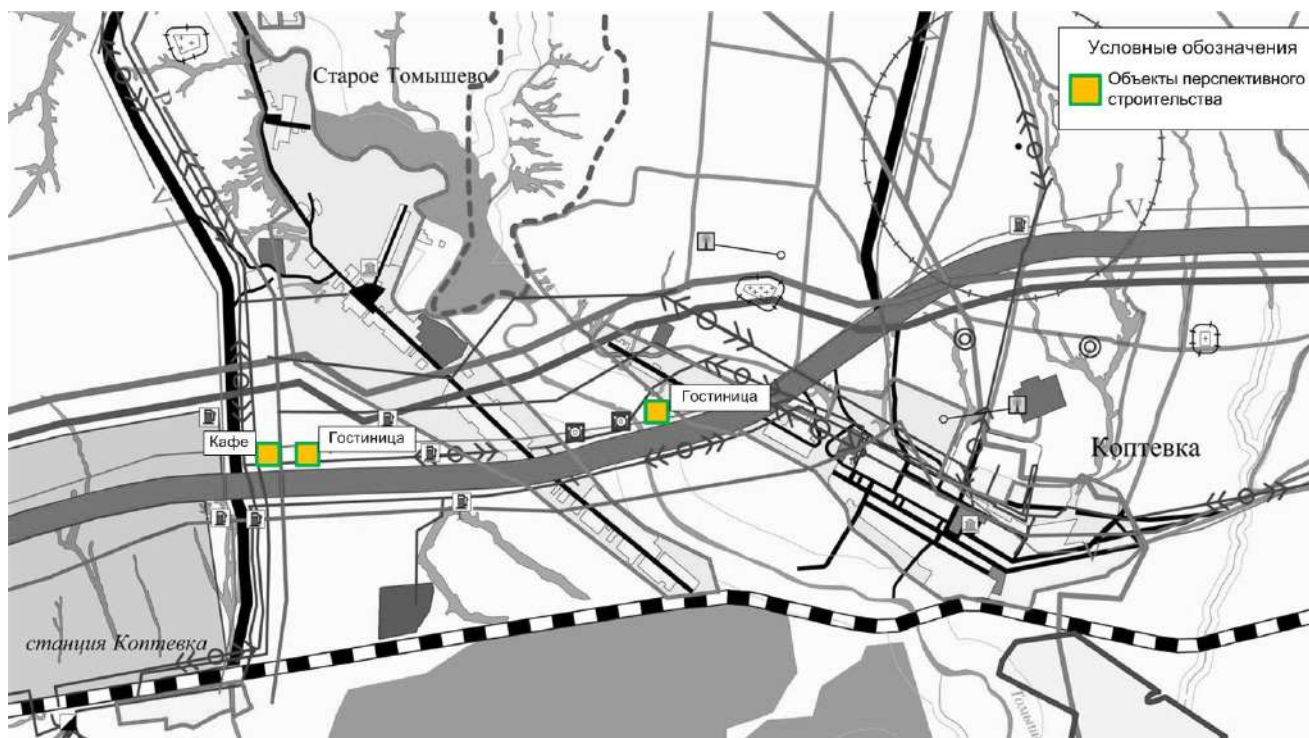 Условные обозначения
Объекты перспективного
строительства
Старое Томышево
V
V
Гостиница
Кафе
Гостиница
Коптевка
станция Коптевка